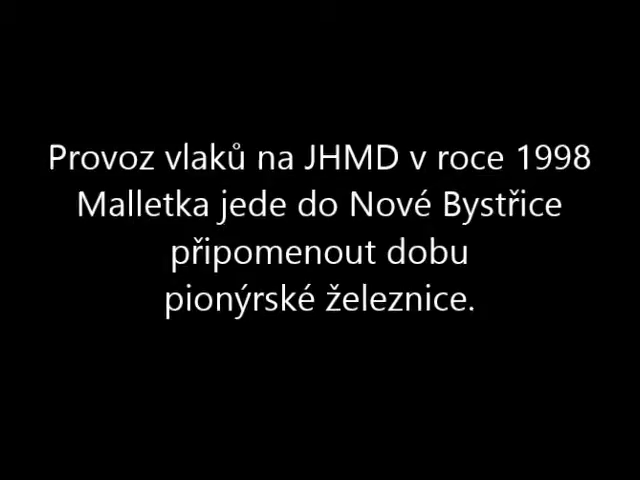 Provoz vlaků na JHMD v roce 1998
Malletka jede do Nové Bystřice
připomenout dobu
pionýrské železnice.